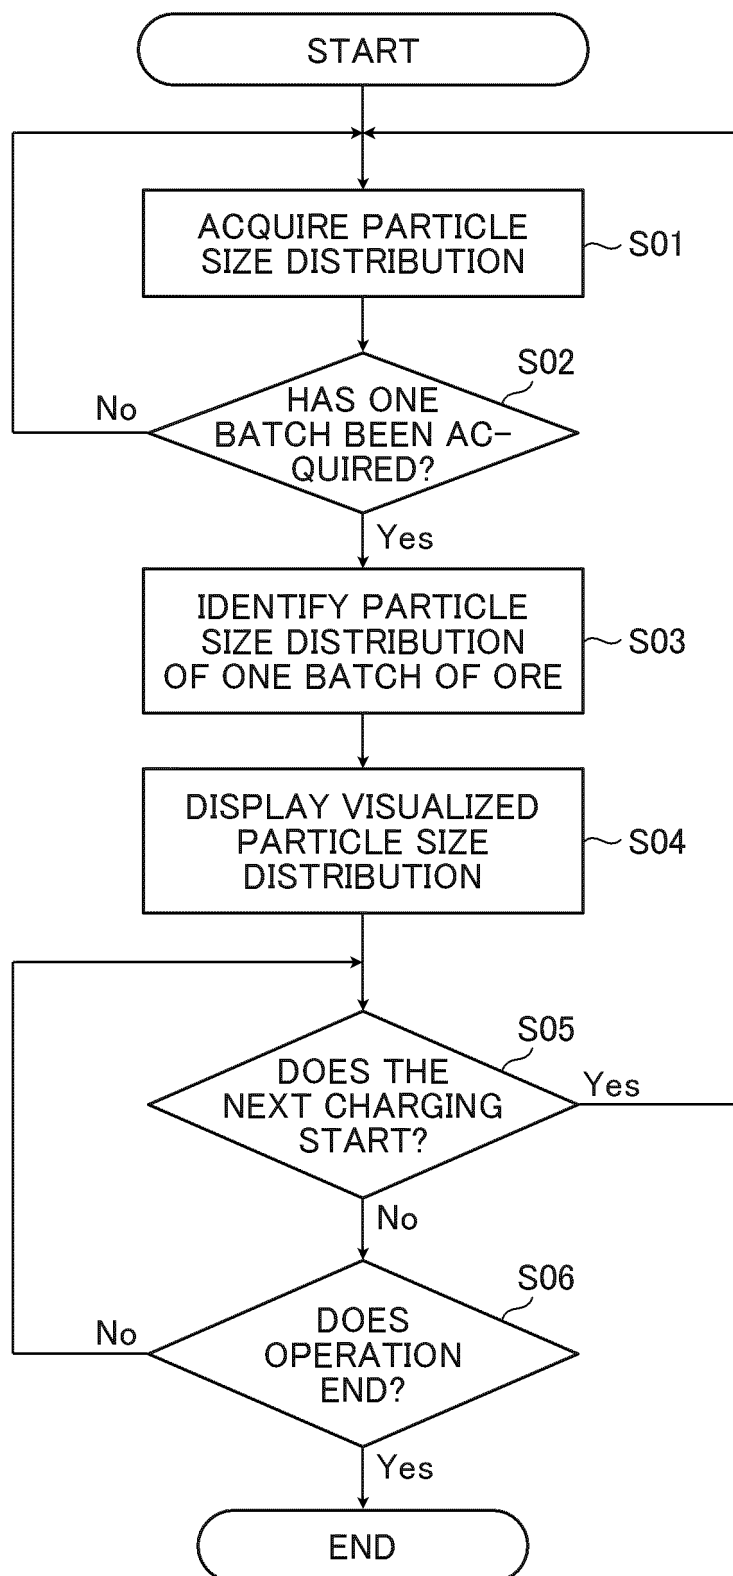 START
ACQUIRE PARTICLE
SIZE DISTRIBUTION
S01
S02
HAS ONE
BATCH BEEN AC-
QUIRED?
No
Yes
IDENTIFY PARTICLE
SIZE DISTRIBUTION
OF ONE BATCH OF ORE
S03
DISPLAY VISUALIZED
PARTICLE SIZE
DISTRIBUTION
S04
S05
DOES THE
NEXT CHARGING
START?
Yes
No
S06
DOES
OPERATION
END?
No
Yes
END